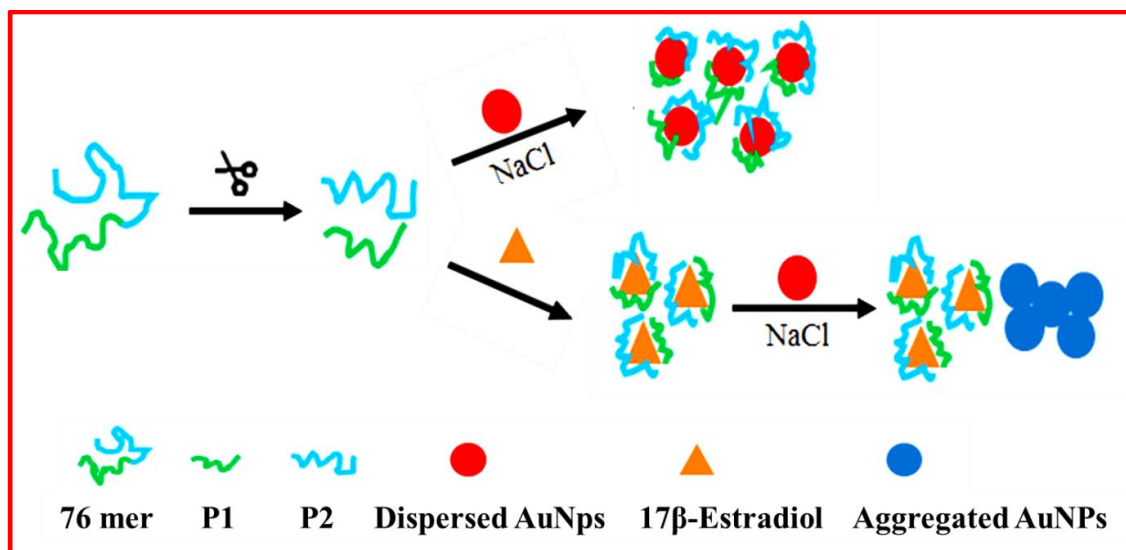 NaCl
NaCl
76 mer P1 P2 Dispersed AuNps 17β-Estradiol Aggregated AuNPs